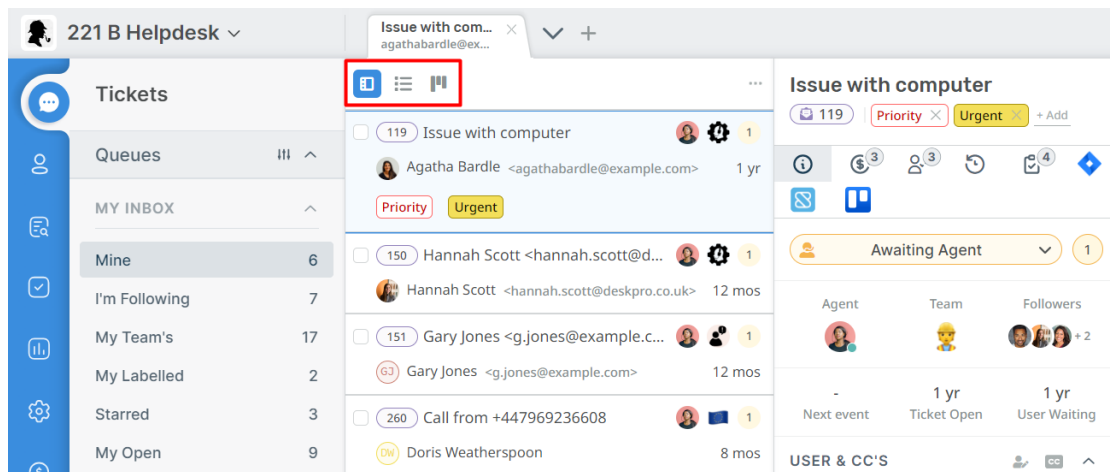 221 B Helpdesk
Issue with com...
agathabardle@ex...
Tickets
Queues
MY INBOX
Mine 6
I'm Following 7
My Team's 17
My Labelled 2
Starred 3
My Open 9
119 Issue with computer 1
Agatha Bardle <agathabardle@example.com> 1 yr
Priority Urgent
150 Hannah Scott <hannah.scott@d... 1
Hannah Scott <hannah.scott@deskpro.co.uk> 12 mos
151 Gary Jones <g.jones@example.c... 1
GJ Gary Jones <g.jones@example.com> 12 mos
260 Call from +447969236608 1
DW Doris Weatherspoon 8 mos
Issue with computer
119 Priority Urgent + Add
3 3 4
Awaiting Agent 1
Agent Team Followers
+ 2
- 1 yr 1 yr
Next event Ticket Open User Waiting
USER & CC'S CC